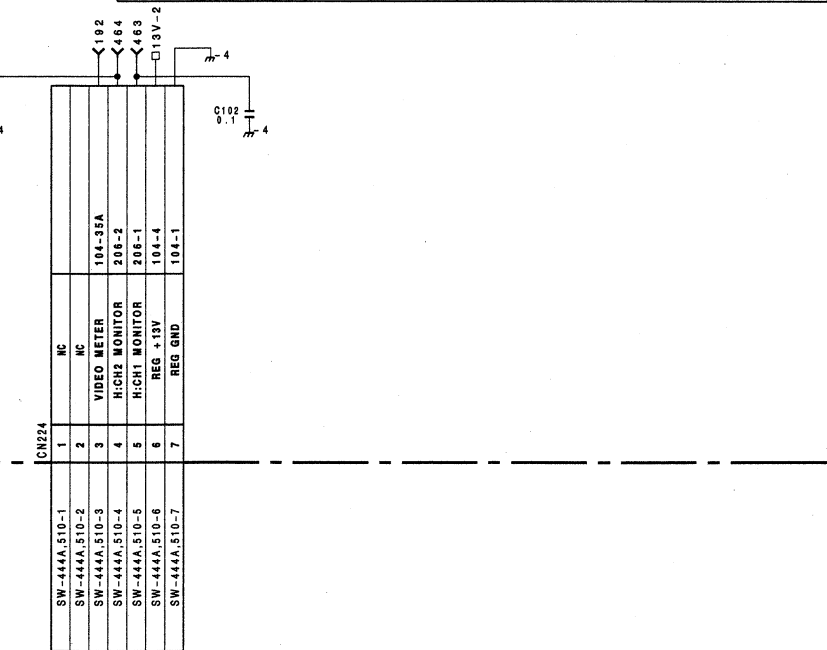 192
464
463
13V-2
-4
C102
0.1
-4
4
CN224
SW-444A,510-1 1 NC
SW-444A,510-2 2 NC
SW-444A,510-3 3 VIDEO METER 104-35A
SW-444A,510-4 4 H:CH2 MONITOR 206-2
SW-444A,510-5 5 H:CH1 MONITOR 206-1
SW-444A,510-6 6 REG +13V 104-4
SW-444A,510-7 7 REG GND 104-1